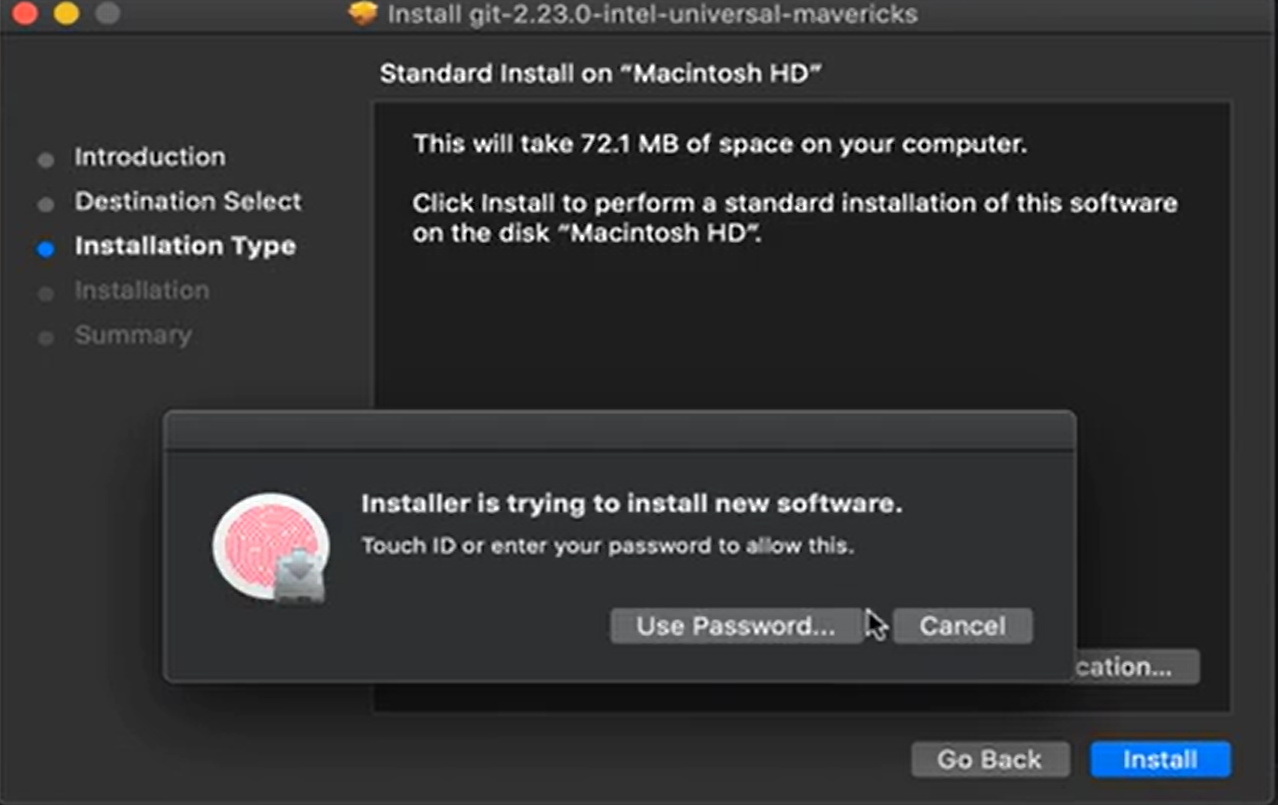 Install git-2.23.0-intel-universal-mavericks
Standard Install on “Macintosh HD”
Introduction
Destination Select
Installation Type
Installation
Summary
This will take 72.1 MB of space on your computer.
Click Install to perform a standard installation of this software
on the disk “Macintosh HD”.
Installer is trying to install new software.
Touch ID or enter your password to allow this.
Use Password...
Cancel
cation...
Go Back
Install